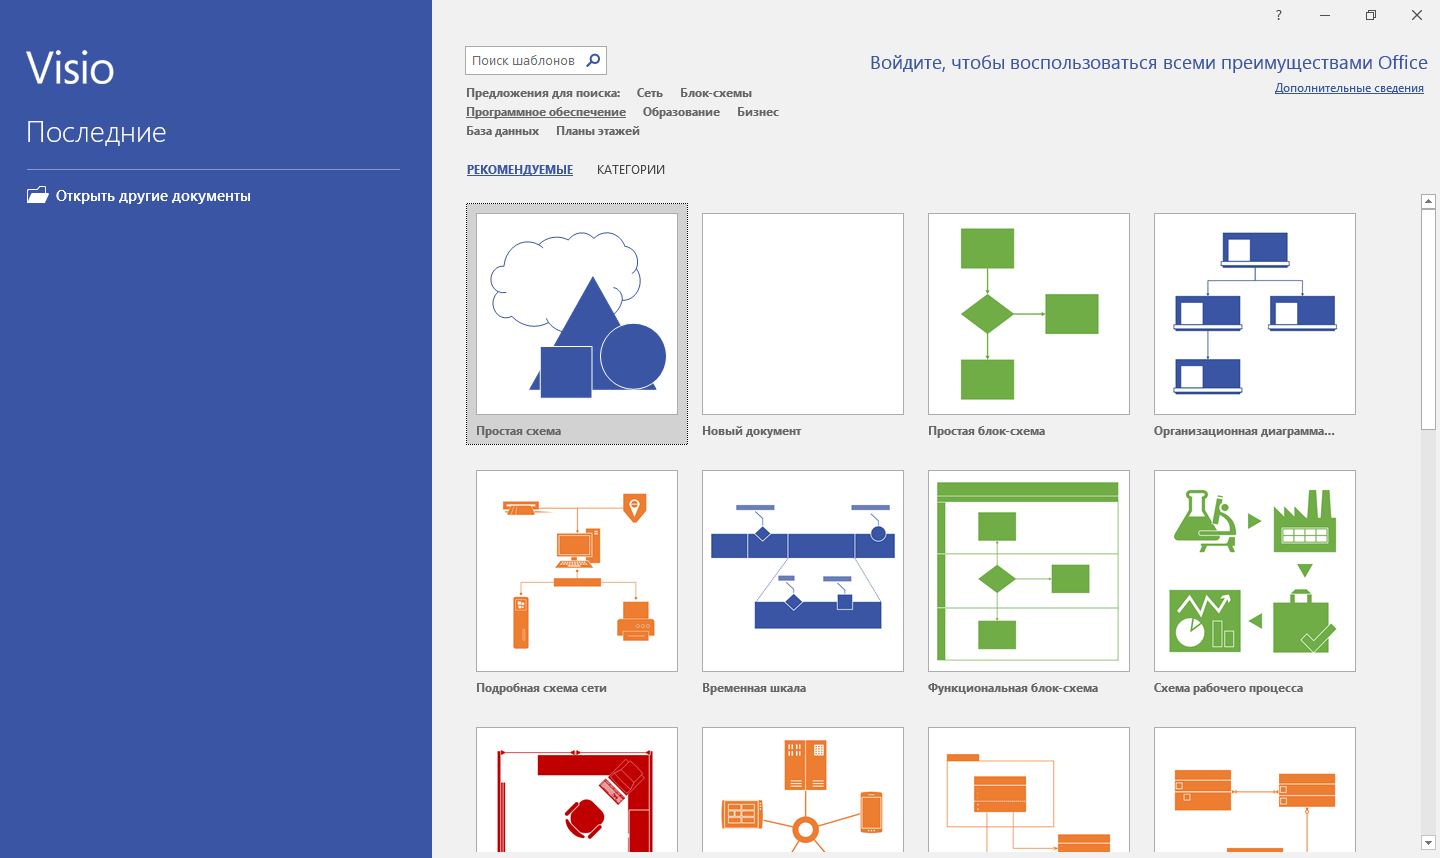 Visio
Последние
Открыть другие документы
?
Поиск шаблонов
Войдите, чтобы воспользоваться всеми преимуществами Office
Дополнительные сведения
Предложения для поиска: Сеть Блок-схемы
Программное обеспечение Образование Бизнес
База данных Планы этажей
РЕКОМЕНДУЕМЫЕ КАТЕГОРИИ
Простая схема
Новый документ
Простая блок-схема
Организационная диаграмма...
Подробная схема сети
Временная шкала
Функциональная блок-схема
Схема рабочего процесса